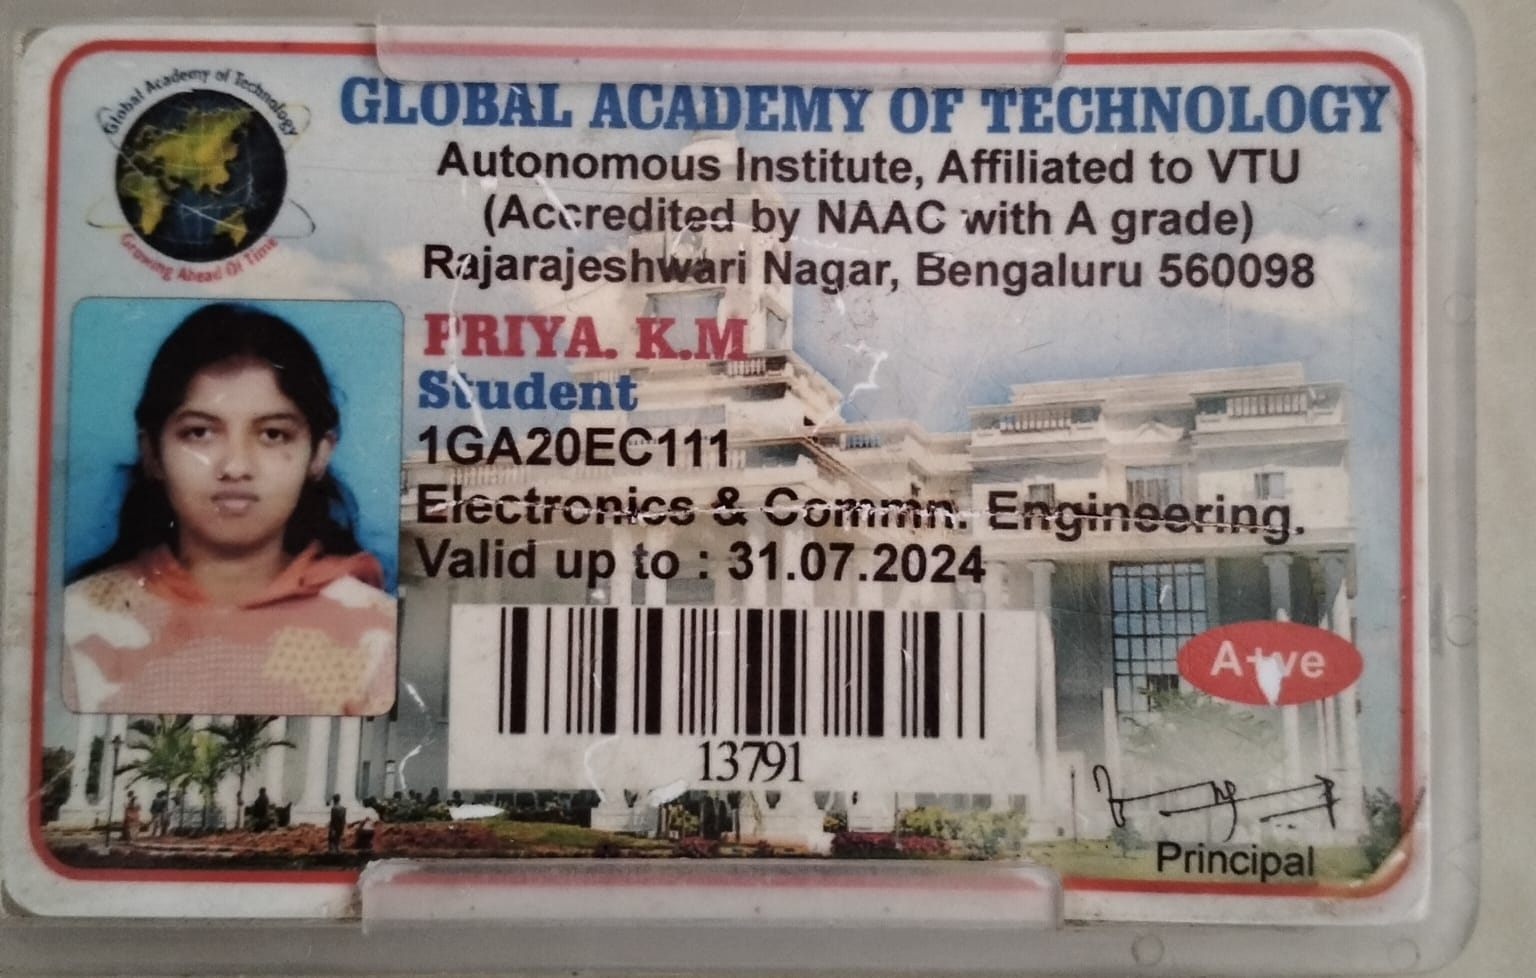 Global Academy of Technology
Growing Ahead Of Time
GLOBAL ACADEMY OF TECHNOLOGY
Autonomous Institute, Affiliated to VTU
(Accredited by NAAC with A grade)
Rajarajeshwari Nagar, Bengaluru 560098
PRIYA. K.M
Student
1GA20EC111
Electronics & Commn. Engineering.
Valid up to : 31.07.2024
13791
A+ve
Principal